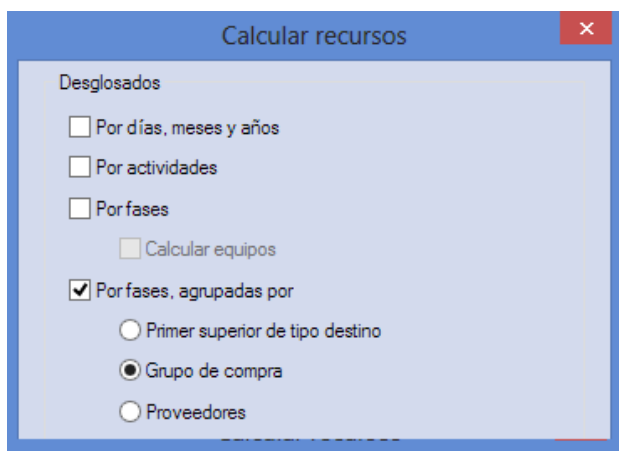 Calcular recursos
Desglosados
Por días, meses y años
Por actividades
Por fases
Calcular equipos
Por fases, agrupadas por
Primer superior de tipo destino
Grupo de compra
Proveedores